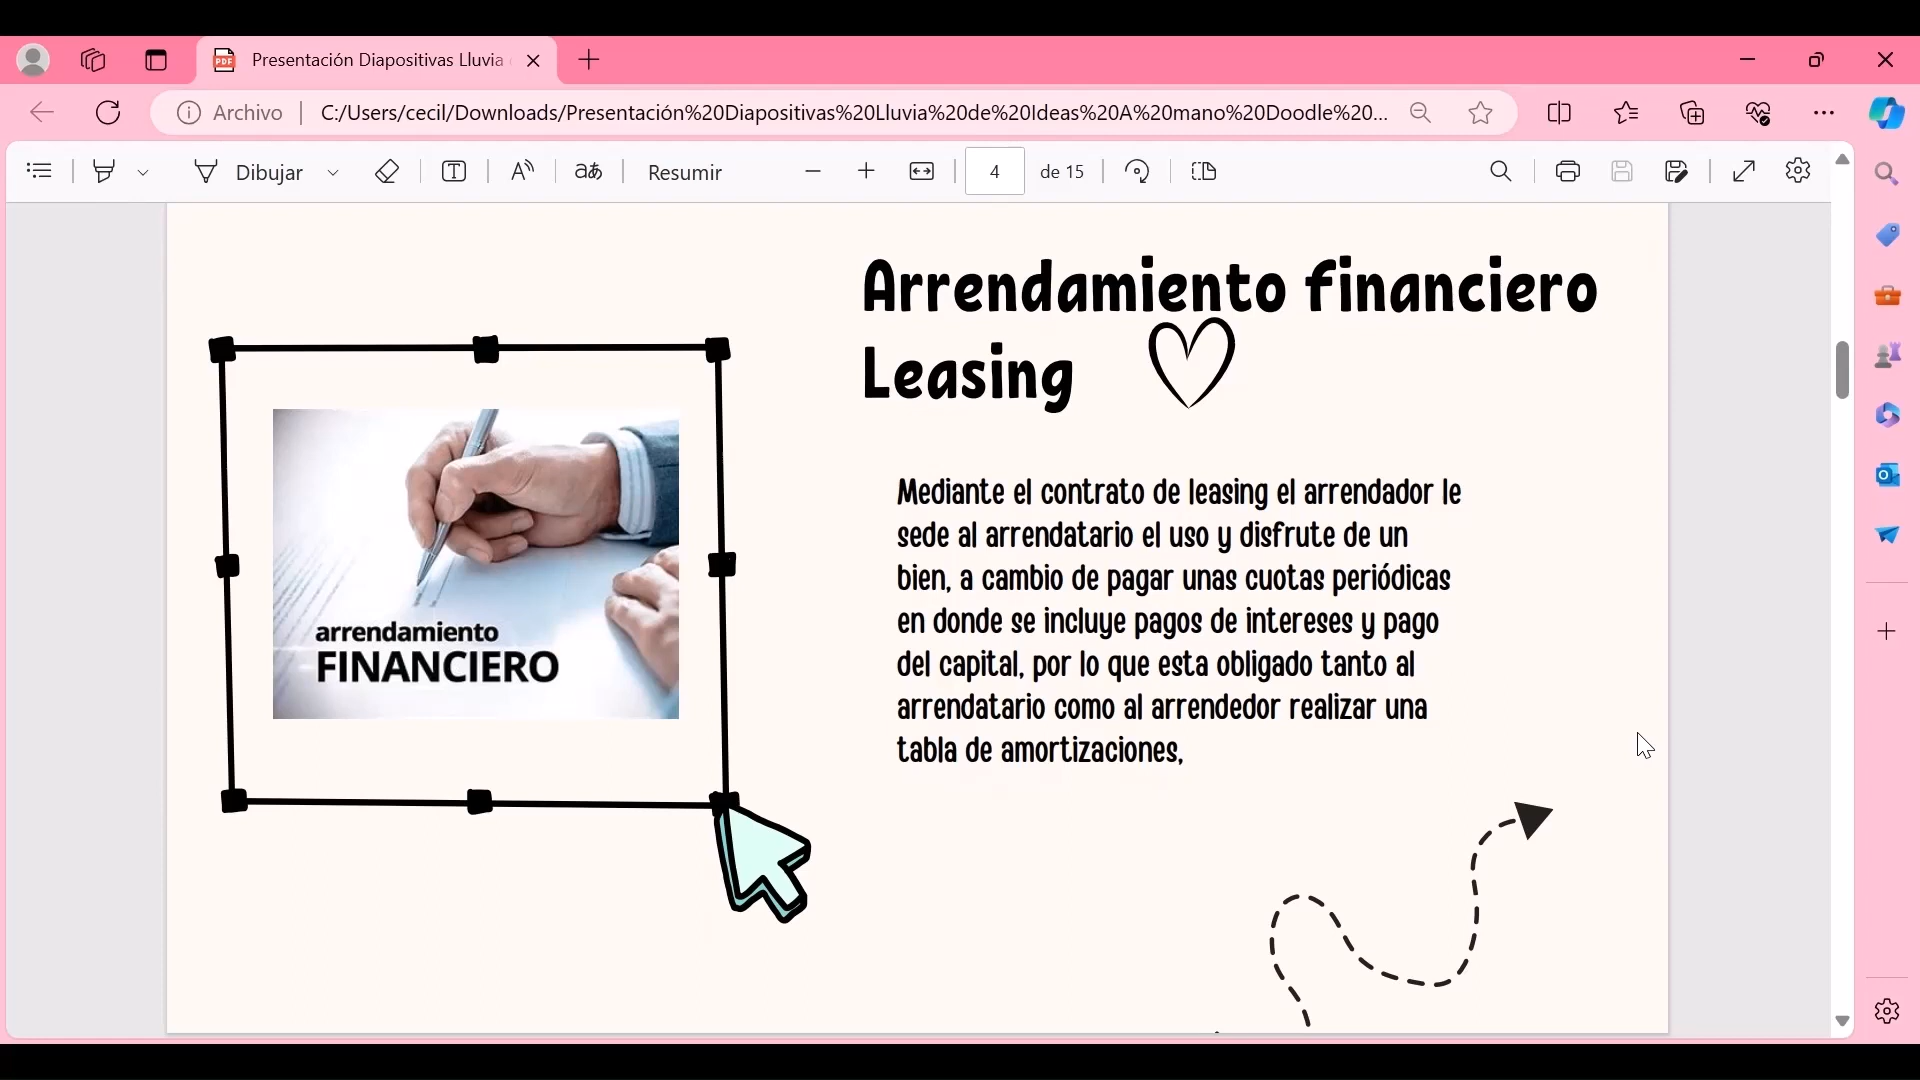 Presentación Diapositivas Lluvia
Archivo
C:/Users/cecil/Downloads/Presentación%20Diapositivas%20Lluvia%20de%20Ideas%20A%20mano%20Doodle%20...
Dibujar
Resumir
4
de 15
Arrendamiento financiero
Leasing
arrendamiento
FINANCIERO
Mediante el contrato de leasing el arrendador le
sede al arrendatario el uso y disfrute de un
bien, a cambio de pagar unas cuotas periódicas
en donde se incluye pagos de intereses y pago
del capital, por lo que esta obligado tanto al
arrendatario como al arrendedor realizar una
tabla de amortizaciones,